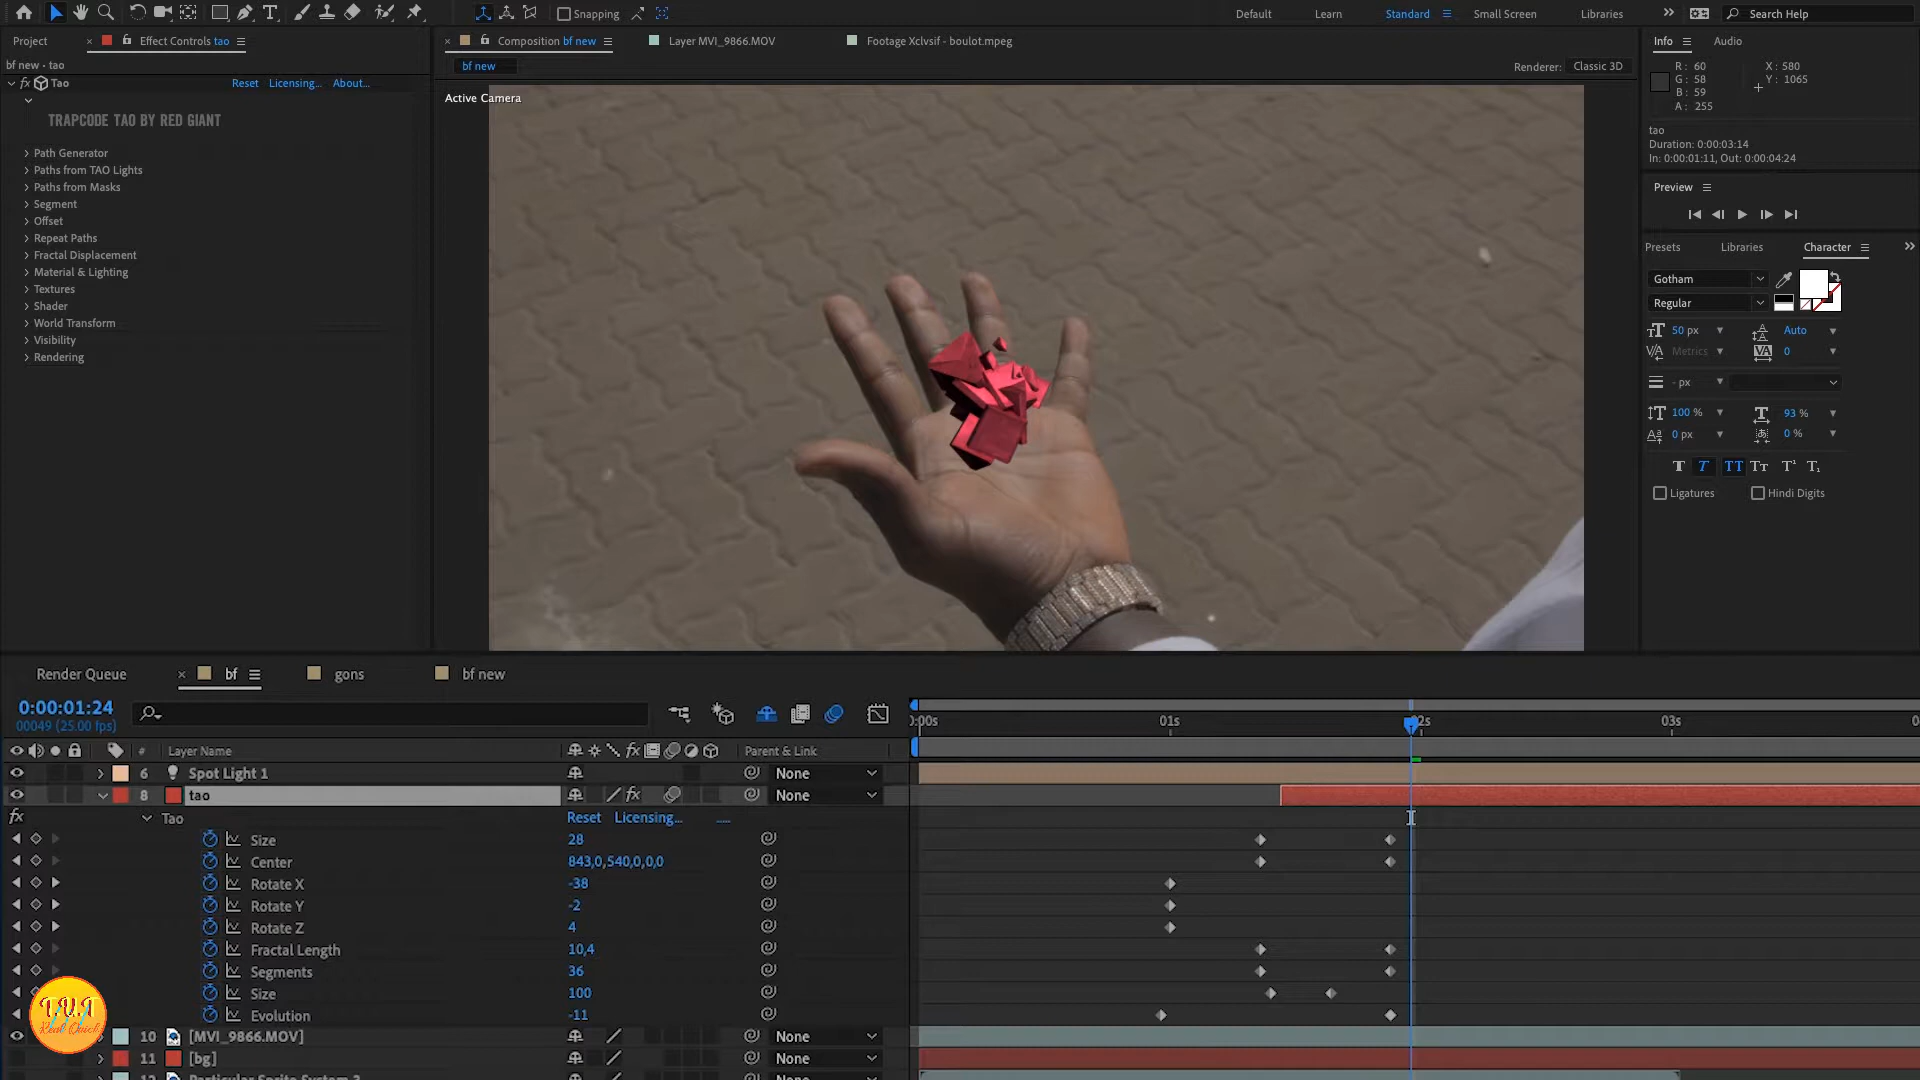 Snapping
Default
Learn
Standard
Small Screen
Libraries
Search Help
Project
Effect Controls tao
Composition bf new
Layer MVI_9866.MOV
Footage Xclvsif - boulot.mpeg
Info
Audio
bf new • tao
bf new
Renderer: Classic 3D
R: 60
G: 58
B: 59
A: 255
X: 580
Y: 1065
fx Tao
Reset
Licensing...
About...
Active Camera
TRAPCODE TAO BY RED GIANT
tao
Duration: 0:00:03:14
In: 0:00:01:11, Out: 0:00:04:24
Path Generator
Paths from TAO Lights
Paths from Masks
Segment
Offset
Repeat Paths
Fractal Displacement
Material & Lighting
Textures
Shader
World Transform
Visibility
Rendering
Preview
Presets
Libraries
Character
Gotham
Regular
50 px
Auto
Metrics
0
- px
100 %
93 %
0 px
0 %
Ligatures
Hindi Digits
Render Queue
bf
gons
bf new
0:00:01:24
00049 (25.00 fps)
0:00s
01s
02s
03s
# Layer Name
Parent & Link
6 Spot Light 1
None
8 tao
None
fx Tao
Reset
Licensing...
Size 28
Center 843,0,540,0,0,0
Rotate X -38
Rotate Y -2
Rotate Z 4
Fractal Length 10,4
Segments 36
Size 100
Evolution -11
10 [MVI_9866.MOV]
None
11 [bg]
None
12 Particular Sprite System 3
T.U.T
Real Quick